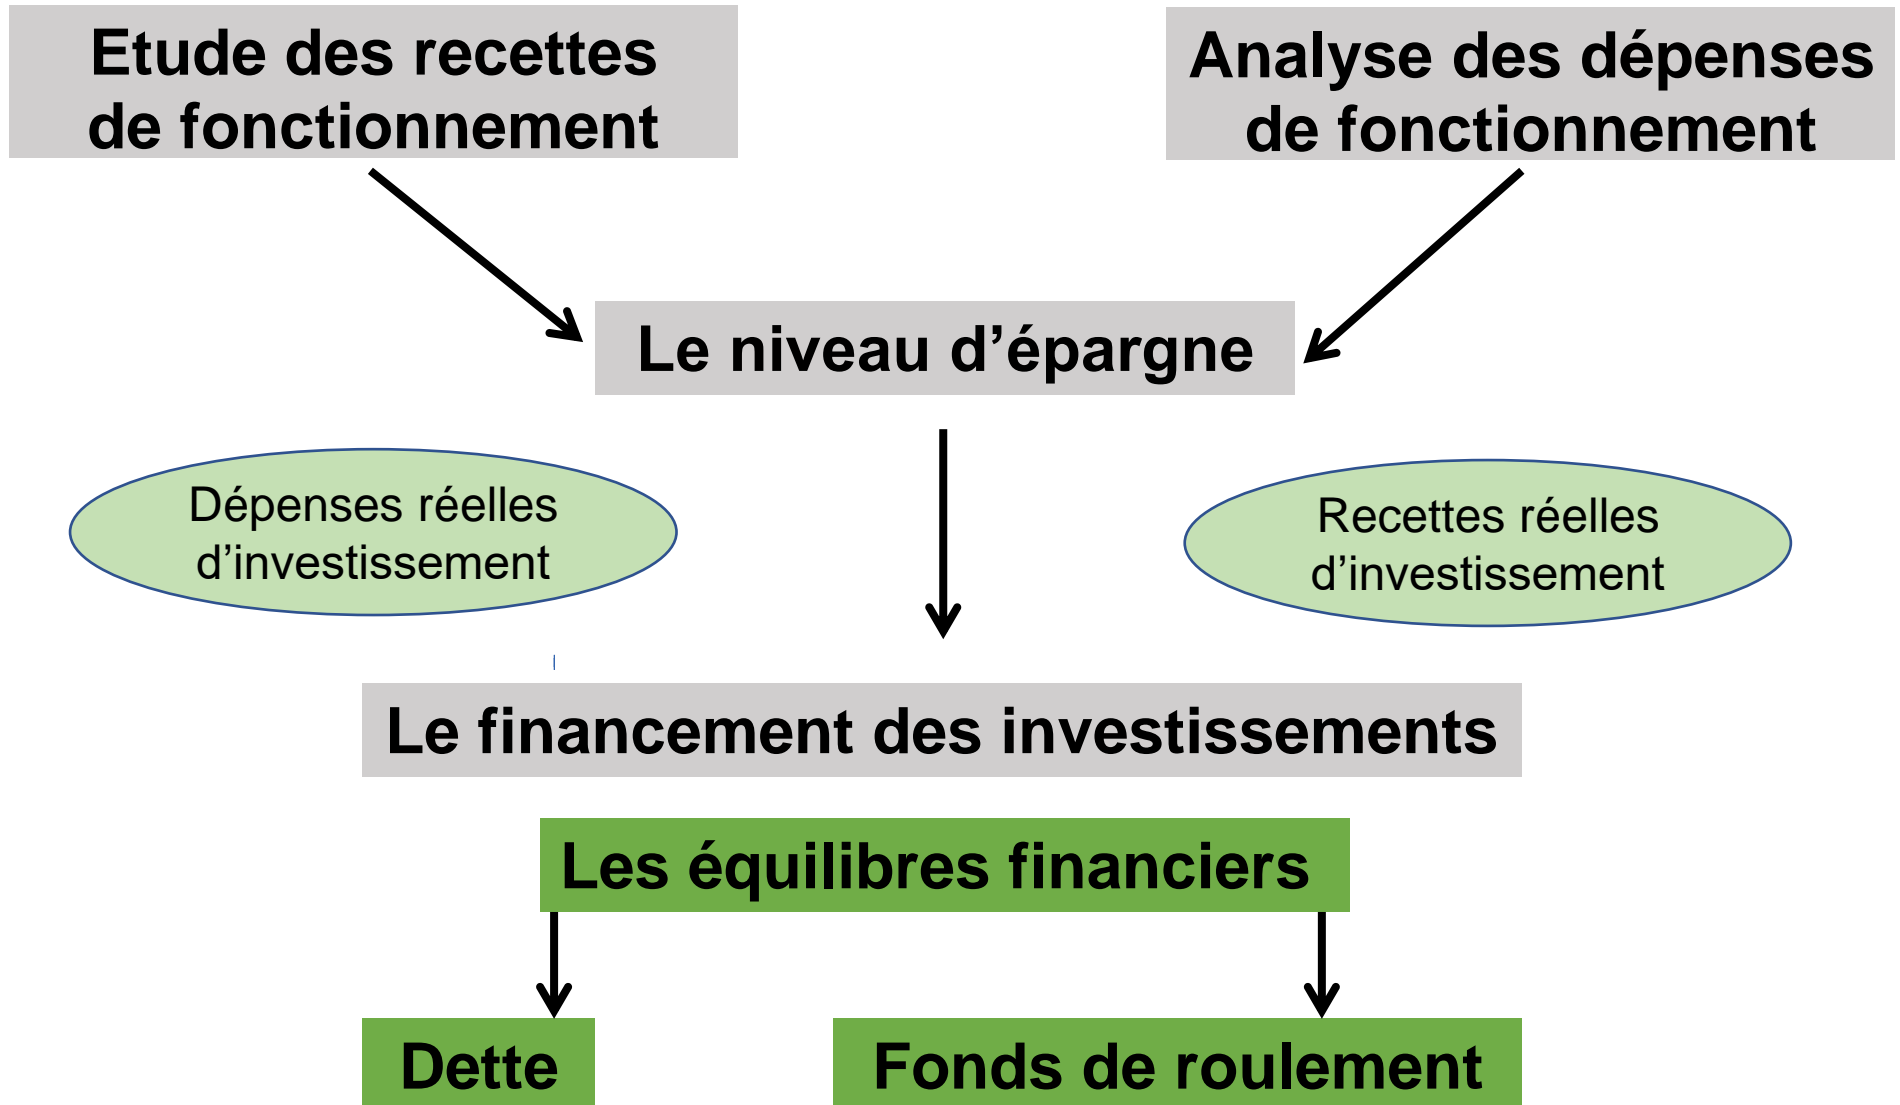 Etude des recettes
de fonctionnement
Analyse des dépenses
de fonctionnement
Le niveau d’épargne
Dépenses réelles
d’investissement
Recettes réelles
d’investissement
Le financement des investissements
Les équilibres financiers
Dette
Fonds de roulement